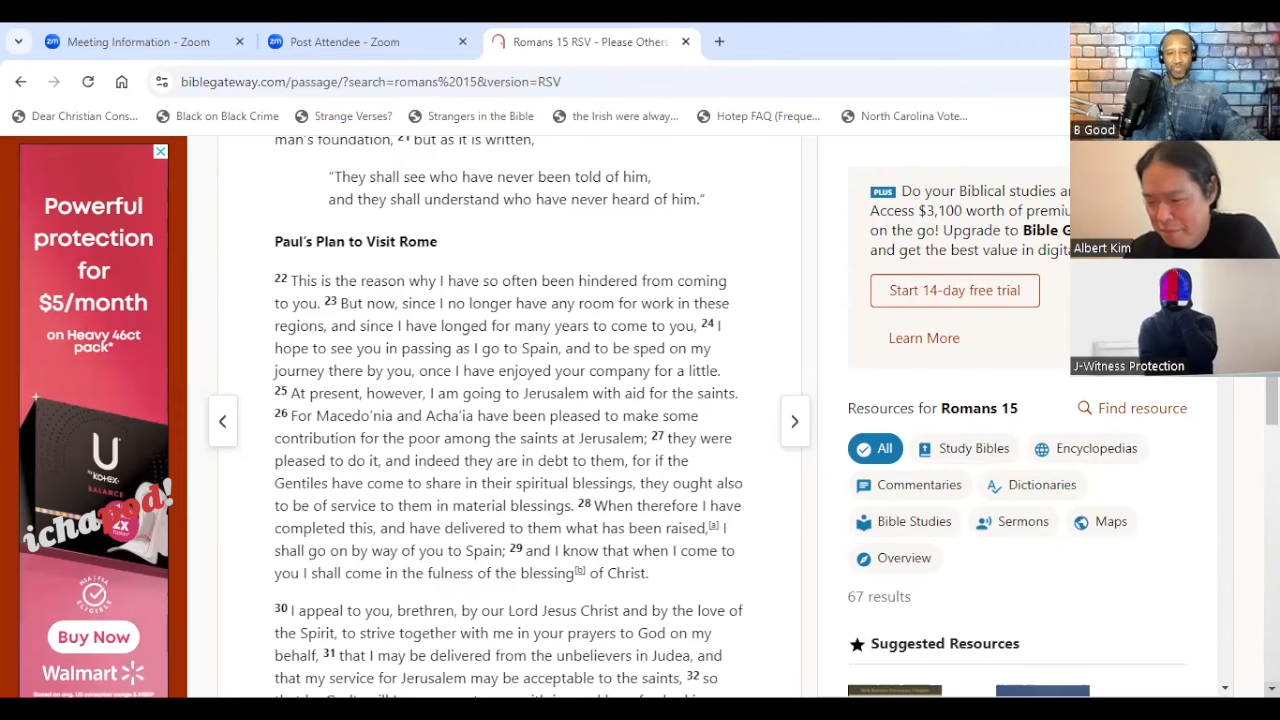 Meeting Information - Zoom
Post Attendee - Zoom
Romans 15 RSV - Please Others
biblegateway.com/passage/?search=romans%2015&version=RSV
Dear Christian Cons...
Black on Black Crime
Strange Verses?
Strangers in the Bible
the Irish were alway...
Hotep FAQ (Freque...
North Carolina Vote...
B Good
Albert Kim
J-Witness Protection
Powerful
protection
for
$5/month
on Heavy 46ct
pack*
U
by KOTEX
BALANCE
2X
ichapod!
HSA | FSA
ELIGIBLE
Buy Now
Walmart
man's foundation, 21 but as it is written,
“They shall see who have never been told of him,
and they shall understand who have never heard of him.”
Paul's Plan to Visit Rome
22 This is the reason why I have so often been hindered from coming
to you. 23 But now, since I no longer have any room for work in these
regions, and since I have longed for many years to come to you, 24 I
hope to see you in passing as I go to Spain, and to be sped on my
journey there by you, once I have enjoyed your company for a little.
25 At present, however, I am going to Jerusalem with aid for the saints.
26 For Macedo'nia and Acha'ia have been pleased to make some
contribution for the poor among the saints at Jerusalem; 27 they were
pleased to do it, and indeed they are in debt to them, for if the
Gentiles have come to share in their spiritual blessings, they ought also
to be of service to them in material blessings. 28 When therefore I have
completed this, and have delivered to them what has been raised,[a] I
shall go on by way of you to Spain; 29 and I know that when I come to
you I shall come in the fulness of the blessing[b] of Christ.
30 I appeal to you, brethren, by our Lord Jesus Christ and by the love of
the Spirit, to strive together with me in your prayers to God on my
behalf, 31 that I may be delivered from the unbelievers in Judea, and
that my service for Jerusalem may be acceptable to the saints, 32 so
PLUS Do your Biblical studies
Access $3,100 worth of
on the go! Upgrade to Bible
and get the best value in
Start 14-day free trial
Learn More
Resources for Romans 15
Find resource
All
Study Bibles
Encyclopedias
Commentaries
Dictionaries
Bible Studies
Sermons
Maps
Overview
67 results
Suggested Resources